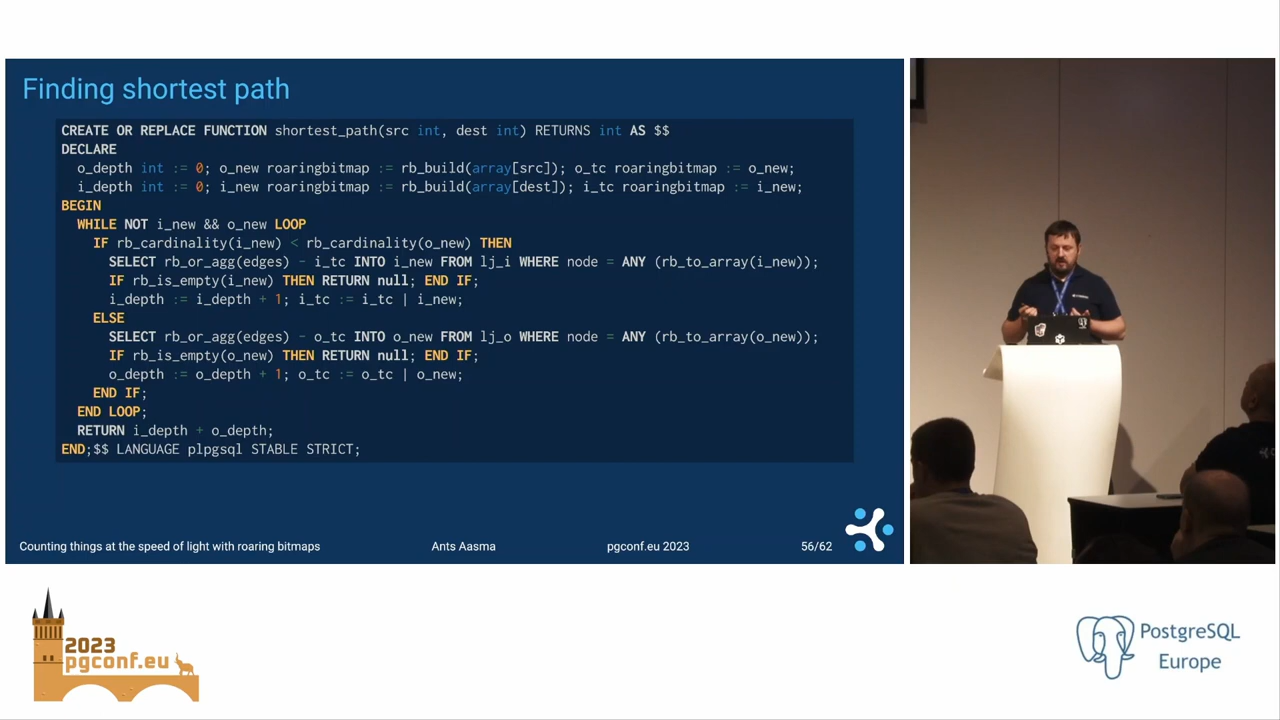 Finding shortest path
CREATE OR REPLACE FUNCTION shortest_path(src int, dest int) RETURNS int AS $$
DECLARE
  o_depth int := 0; o_new roaringbitmap := rb_build(array[src]); o_tc roaringbitmap := o_new;
  i_depth int := 0; i_new roaringbitmap := rb_build(array[dest]); i_tc roaringbitmap := i_new;
BEGIN
  WHILE NOT i_new && o_new LOOP
    IF rb_cardinality(i_new) < rb_cardinality(o_new) THEN
      SELECT rb_or_agg(edges) - i_tc INTO i_new FROM lj_i WHERE node = ANY (rb_to_array(i_new));
      IF rb_is_empty(i_new) THEN RETURN null; END IF;
      i_depth := i_depth + 1; i_tc := i_tc | i_new;
    ELSE
      SELECT rb_or_agg(edges) - o_tc INTO o_new FROM lj_o WHERE node = ANY (rb_to_array(o_new));
      IF rb_is_empty(o_new) THEN RETURN null; END IF;
      o_depth := o_depth + 1; o_tc := o_tc | o_new;
    END IF;
  END LOOP;
  RETURN i_depth + o_depth;
END;$$ LANGUAGE plpgsql STABLE STRICT;
Counting things at the speed of light with roaring bitmaps Ants Aasma pgconf.eu 2023 56/62
2023
pgconf.eu
PostgreSQL
Europe